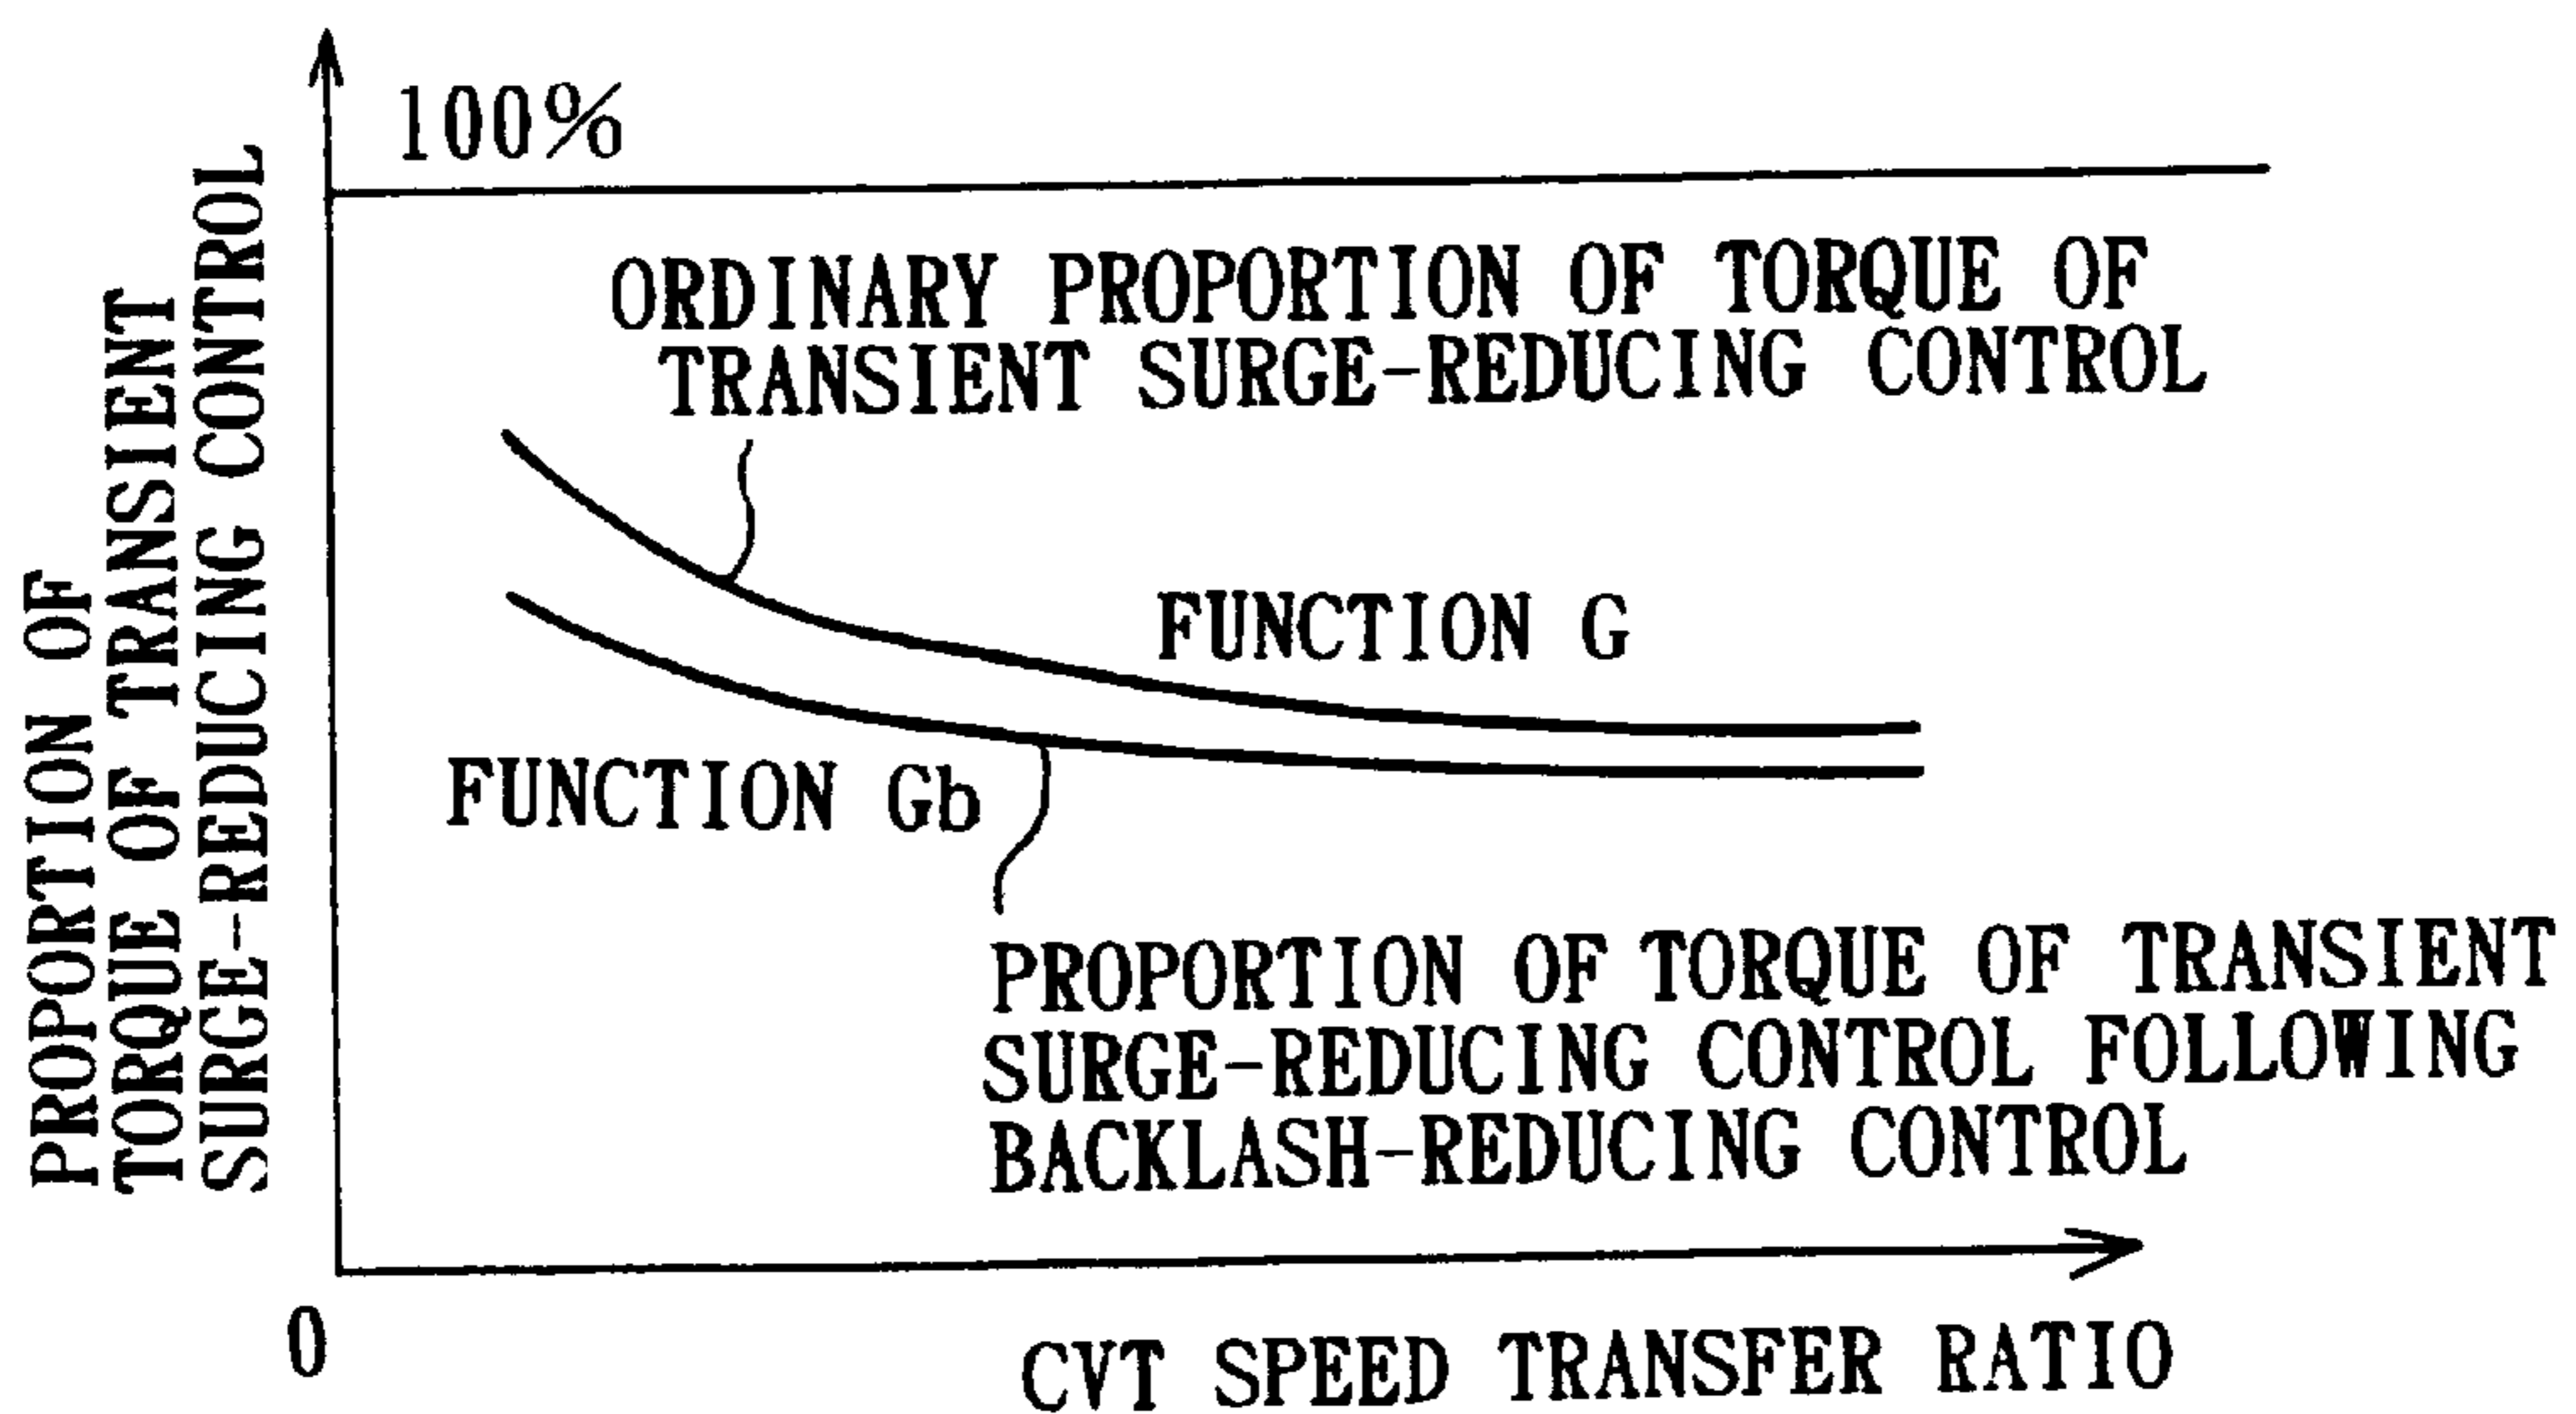 100%
PROPORTION OF
TORQUE OF TRANSIENT
SURGE-REDUCING CONTROL
ORDINARY PROPORTION OF TORQUE OF
TRANSIENT SURGE-REDUCING CONTROL
FUNCTION G
FUNCTION Gb
PROPORTION OF TORQUE OF TRANSIENT
SURGE-REDUCING CONTROL FOLLOWING
BACKLASH-REDUCING CONTROL
0
CVT SPEED TRANSFER RATIO